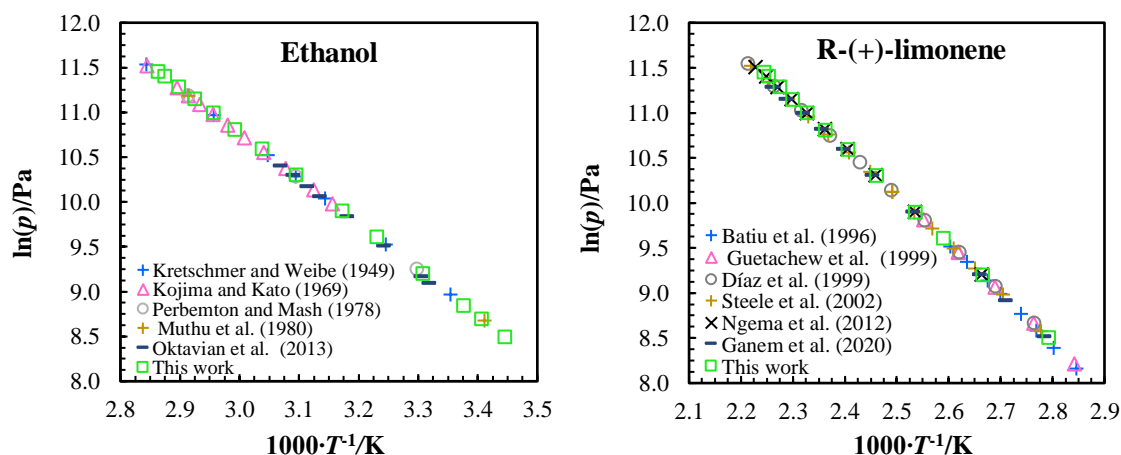 Ethanol
ln(p)/Pa
12.0
11.5
11.0
10.5
10.0
9.5
9.0
8.5
8.0
Kretschmer and Weibe (1949)
Kojima and Kato (1969)
Perbemton and Mash (1978)
Muthu et al. (1980)
Oktavian et al. (2013)
This work
2.8 2.9 3.0 3.1 3.2 3.3 3.4 3.5
1000·T⁻¹/K
R-(+)-limonene
ln(p)/Pa
12.0
11.5
11.0
10.5
10.0
9.5
9.0
8.5
8.0
Batiu et al. (1996)
Guetachew et al. (1999)
Díaz et al. (1999)
Steele et al. (2002)
Ngema et al. (2012)
Ganem et al. (2020)
This work
2.1 2.2 2.3 2.4 2.5 2.6 2.7 2.8 2.9
1000·T⁻¹/K